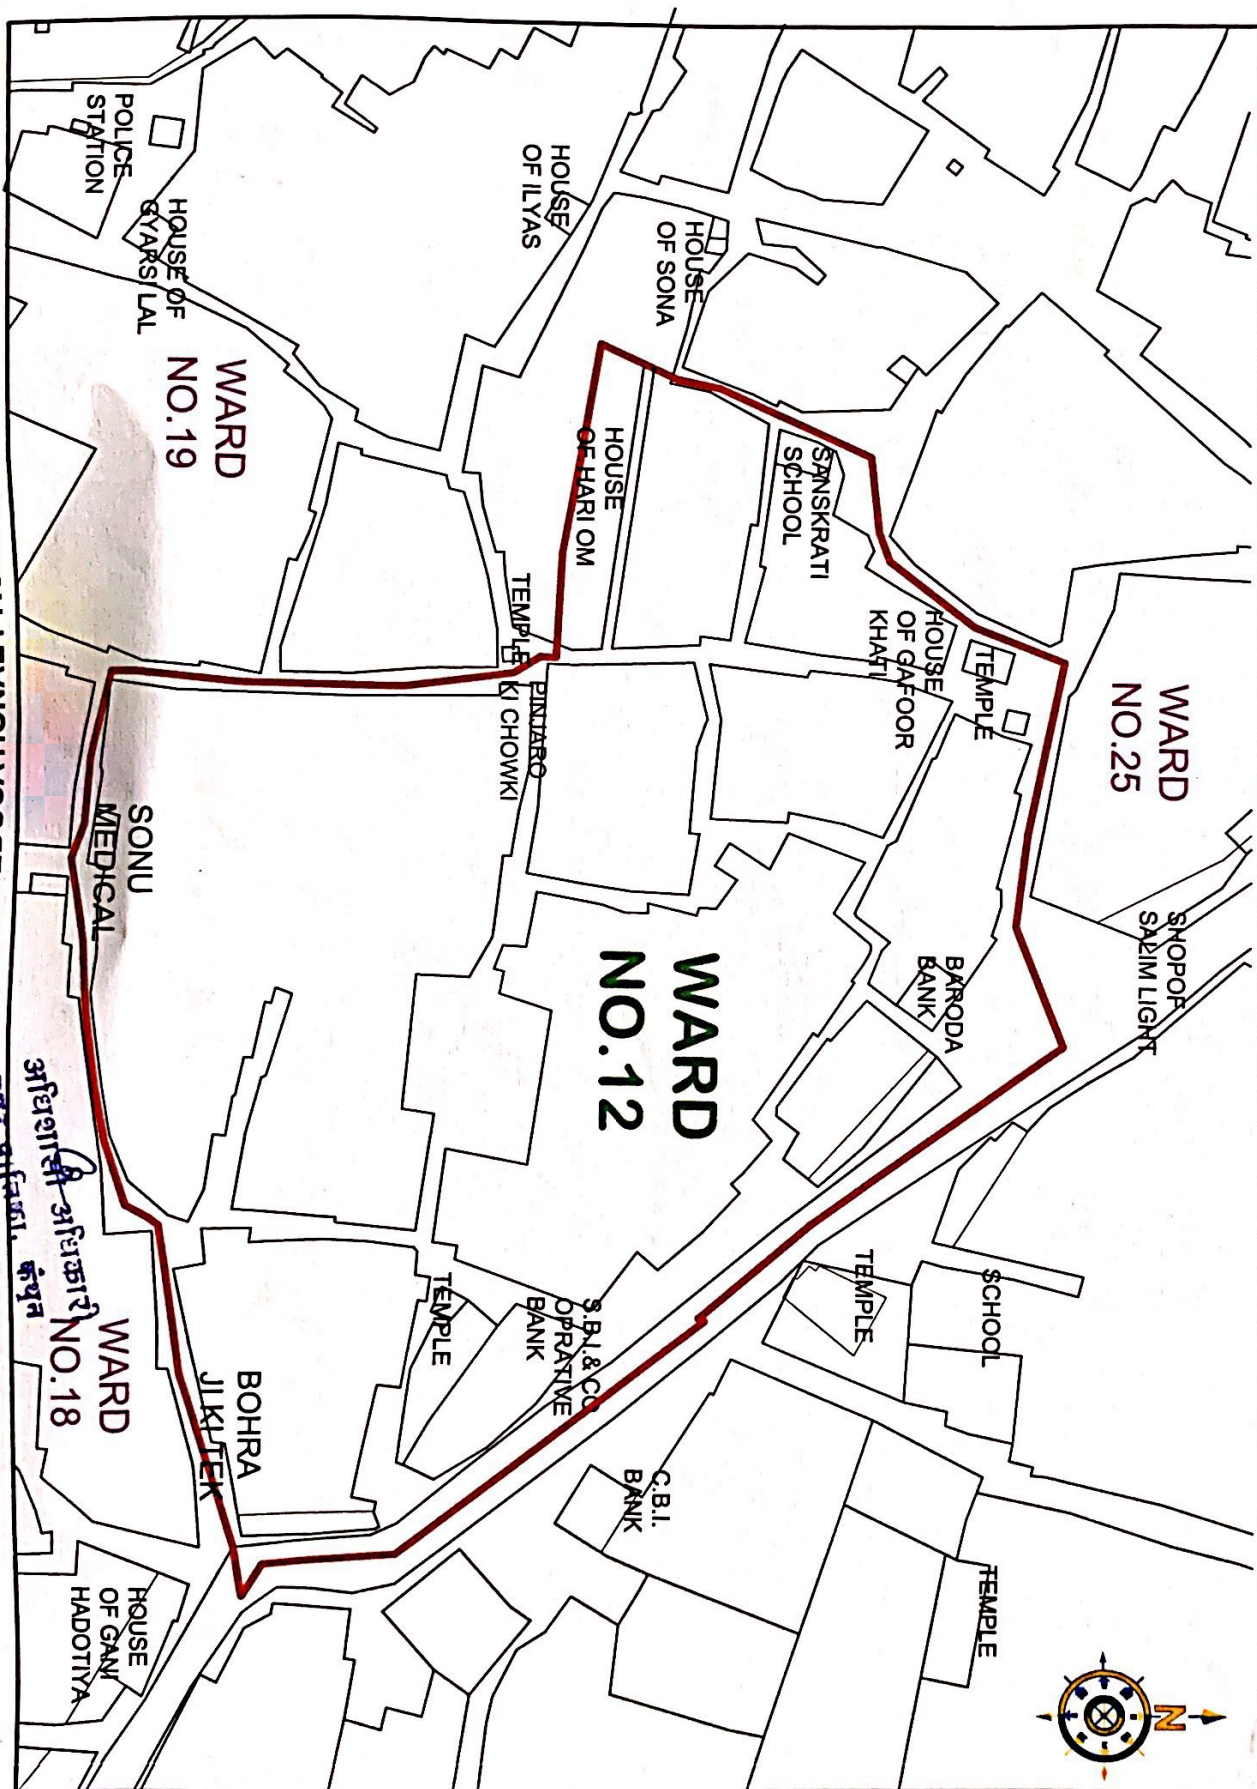 WARD
NO.25
SHOPOF
SALIM LIGHT
SCHOOL
TEMPLE
TEMPLE
TEMPLE
HOUSE
OF GAFOOR
KHATI
BARODA
BANK
SANSKRATI
SCHOOL
HOUSE
OF SONA
HOUSE
OF ILYAS
HOUSE
OF HARI OM
TEMPLE
PINJARO
KI CHOWKI
WARD
NO.12
S.B.I.& CO
OPRATIVE
BANK
C.B.I.
BANK
TEMPLE
POLICE
STATION
HOUSE OF
GYARSI LAL
WARD
NO.19
SONU
MEDICAL
BOHRA
JI KI TEK
WARD
NO.18
HOUSE
OF GANI
HADOTIYA
N
अधिशाषी अधिकारी